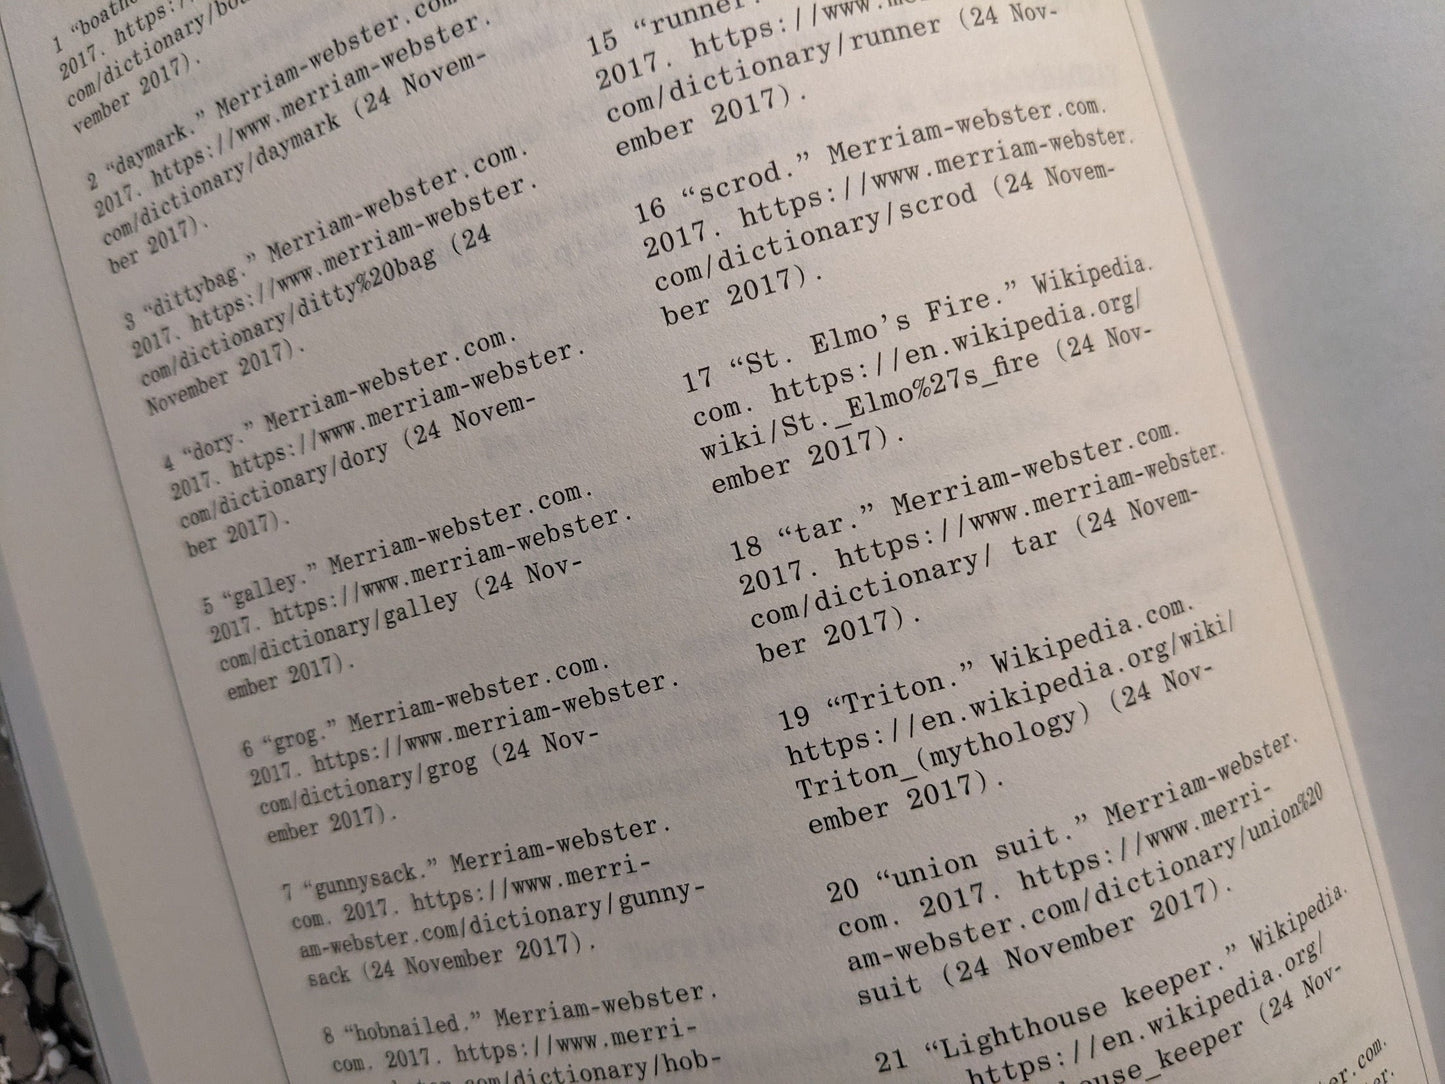 1 “boath
2017. https:/
com/dictionary/bo
vember 2017).
2 “daymark.” Merriam-webster.com
2017. https://www.merriam-webster.
com/dictionary/daymark (24 Novem-
ber 2017).
3 “dittybag.” Merriam-webster.com.
2017. https://www.merriam-webster.
com/dictionary/ditty%20bag (24
November 2017).
4 “dory.” Merriam-webster.com.
2017. https://www.merriam-webster.
com/dictionary/dory (24 Novem-
ber 2017).
5 “galley.” Merriam-webster.com.
2017. https://www.merriam-webster.
com/dictionary/galley (24 Nov-
ember 2017).
6 “grog.” Merriam-webster.com.
2017. https://www.merriam-webster.
com/dictionary/grog (24 Nov-
ember 2017).
7 “gunnysack.” Merriam-webster.
com. 2017. https://www.merri-
am-webster.com/dictionary/gunny-
sack (24 November 2017).
8 “hobnailed.” Merriam-webster.
com. 2017. https://www.merri-
com/dictionary/hob-
15 “runner.
2017. https://www.m
com/dictionary/runner (24 Nov-
ember 2017).
16 “scrod.” Merriam-webster.com.
2017. https://www.merriam-webster.
com/dictionary/scrod (24 Novem-
ber 2017).
17 “St. Elmo’s Fire.” Wikipedia.
com. https://en.wikipedia.org/
wiki/St._Elmo%27s_fire (24 Nov-
ember 2017).
18 “tar.” Merriam-webster.com.
2017. https://www.merriam-webster.
com/dictionary/ tar (24 Novem-
ber 2017).
19 “Triton.” Wikipedia.com.
https://en.wikipedia.org/wiki/
Triton_(mythology) (24 Nov-
ember 2017).
20 “union suit.” Merriam-webster.
com. 2017. https://www.merri-
am-webster.com/dictionary/union%20
suit (24 November 2017).
21 “Lighthouse keeper.” Wikipedia.
https://en.wikipedia.org/
ouse_keeper (24 Nov-